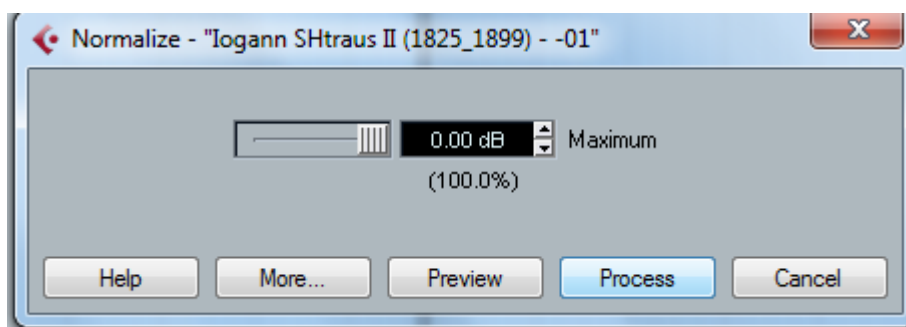 Normalize - "Iogann SHtraus II (1825_1899) - -01"
0.00 dB Maximum
(100.0%)
Help More... Preview Process Cancel